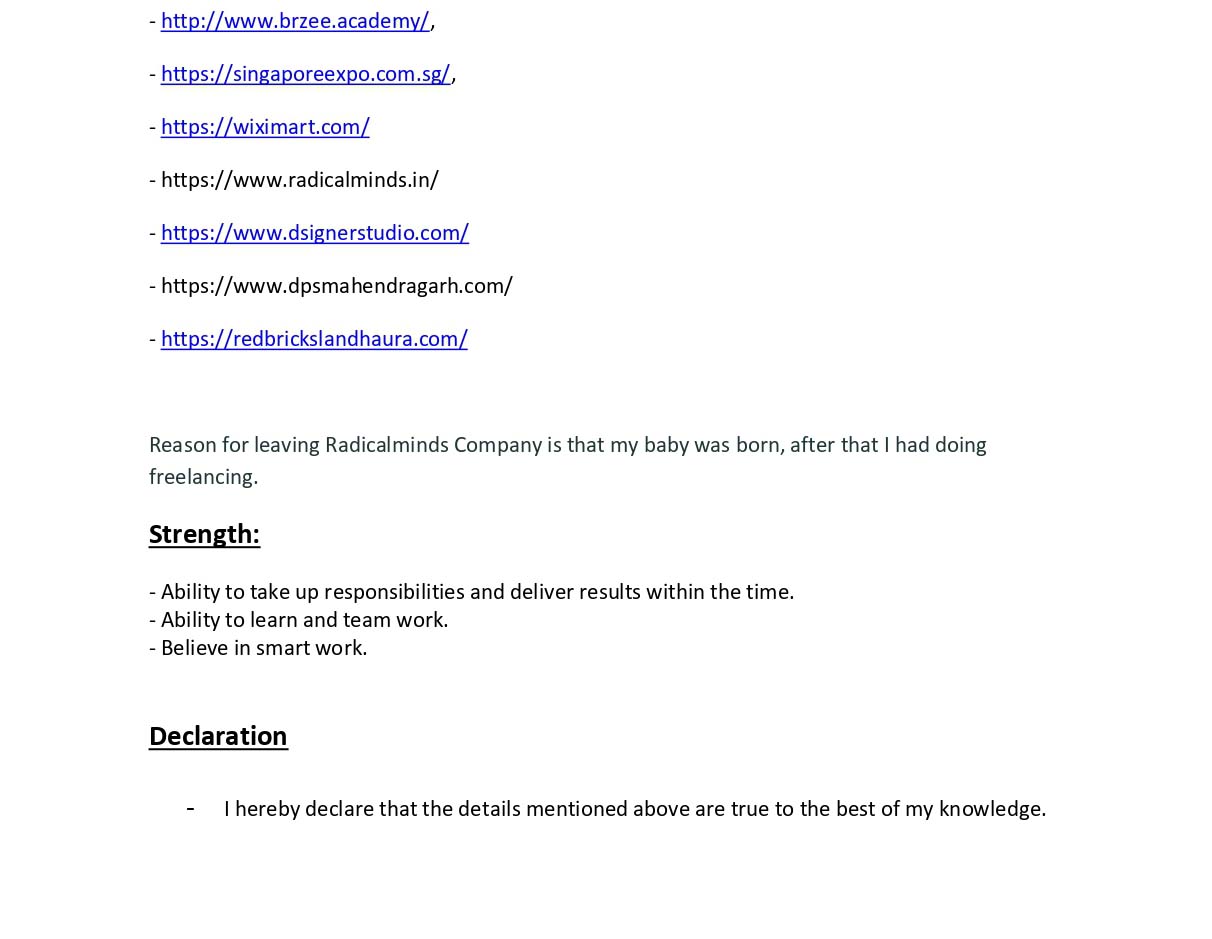 - http://www.brzee.academy/,
- https://singaporeexpo.com.sg/,
- https://wiximart.com/
- https://www.radicalminds.in/
- https://www.dsignerstudio.com/
- https://www.dpsmahendragarh.com/
- https://redbrickslandhaura.com/
Reason for leaving Radicalminds Company is that my baby was born, after that I had doing
freelancing.
Strength:
- Ability to take up responsibilities and deliver results within the time.
- Ability to learn and team work.
- Believe in smart work.
Declaration
- I hereby declare that the details mentioned above are true to the best of my knowledge.